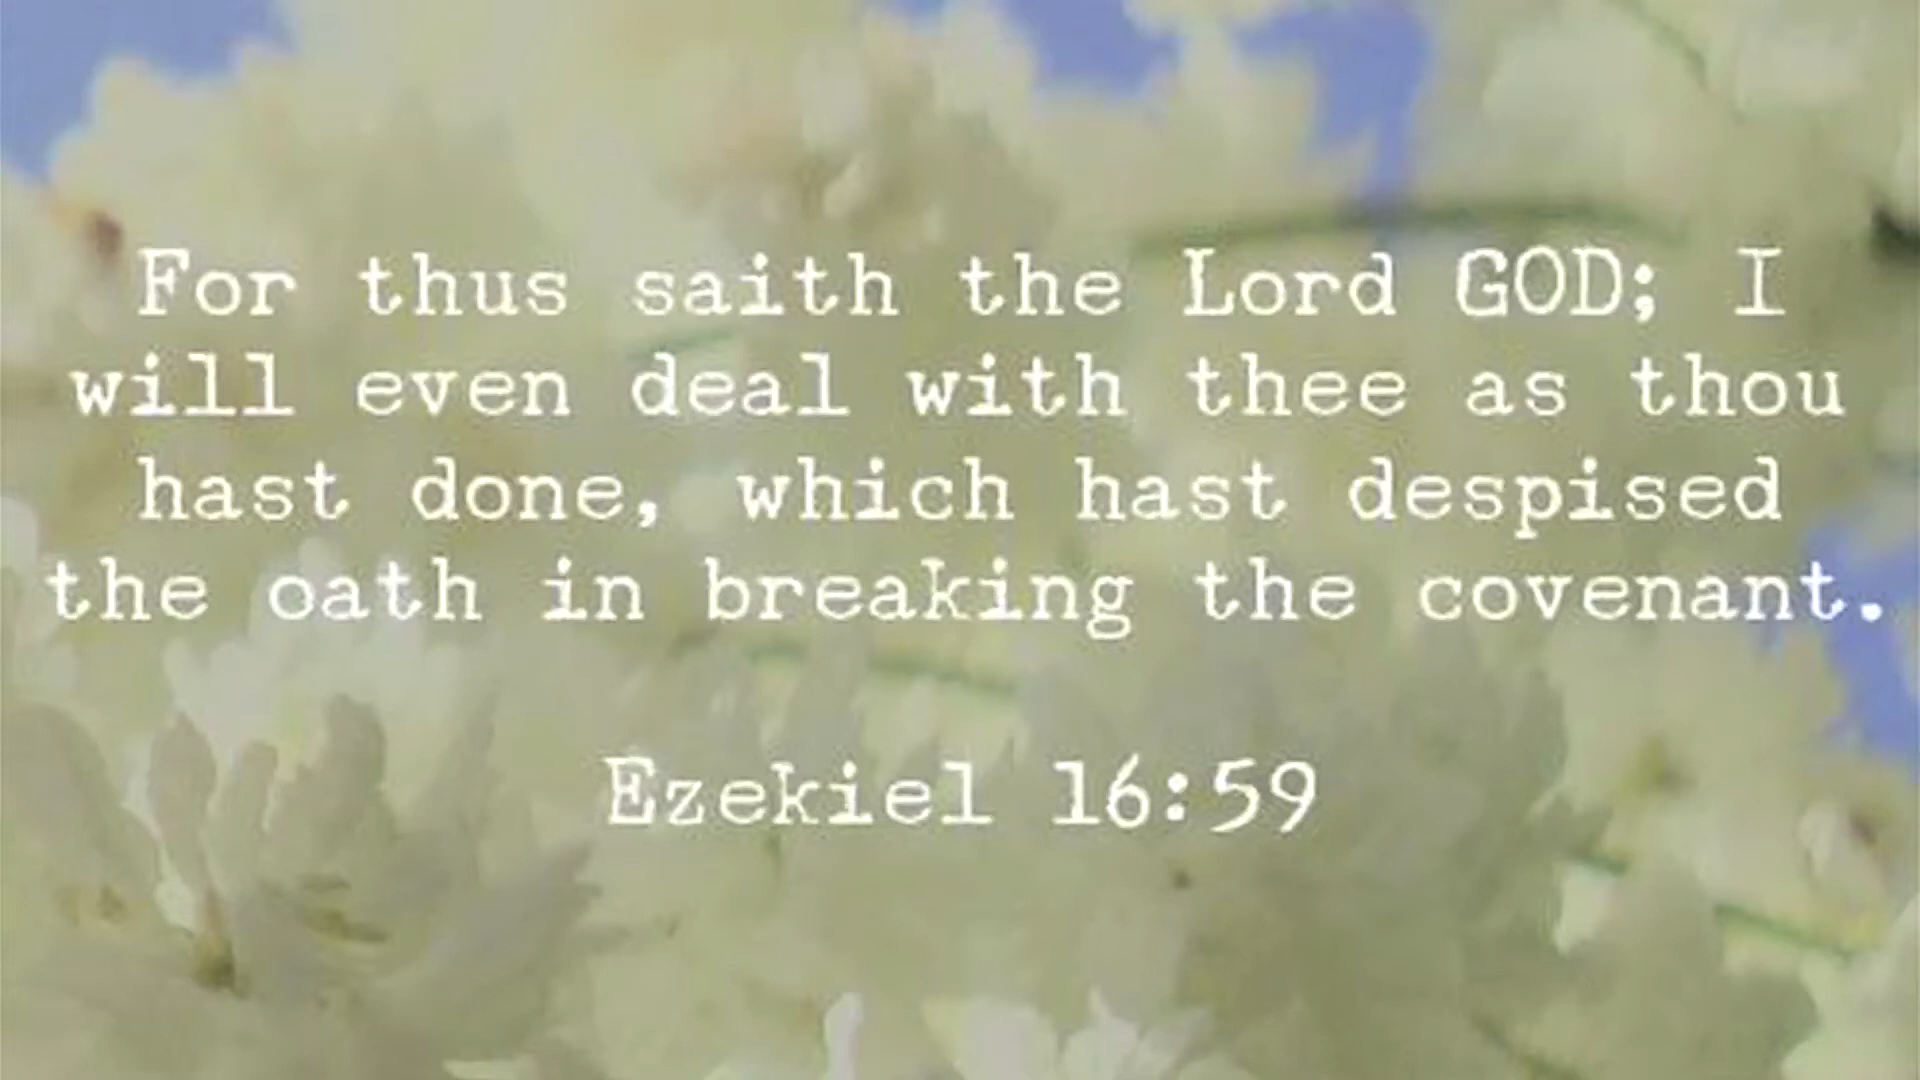 For thus saith the Lord GOD; I
will even deal with thee as thou
hast done, which hast despised
the oath in breaking the covenant.
Ezekiel 16:59